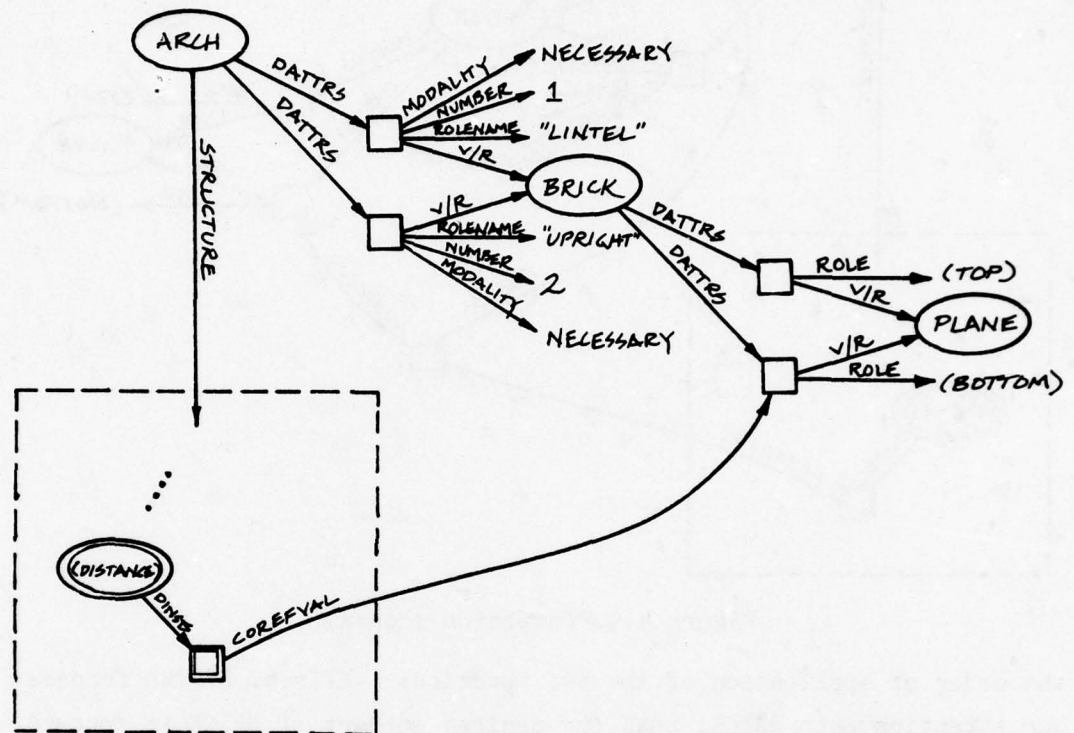 ARCH
DATTRS
DATTRS
STRUCTURE
MODALITY
NECESSARY
NUMBER
1
ROLENAME
"LINTEL"
V/R
BRICK
V/R
ROLENAME
"UPRIGHT"
NUMBER
2
MODALITY
NECESSARY
DATTRS
DATTRS
ROLE
(TOP)
V/R
PLANE
V/R
ROLE
(BOTTOM)
(DISTANCE)
DINSTS
COREFVAL